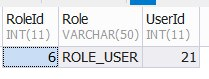 RoleId Role UserId
INT(11) VARCHAR(50) INT(11)
6 ROLE_USER 21